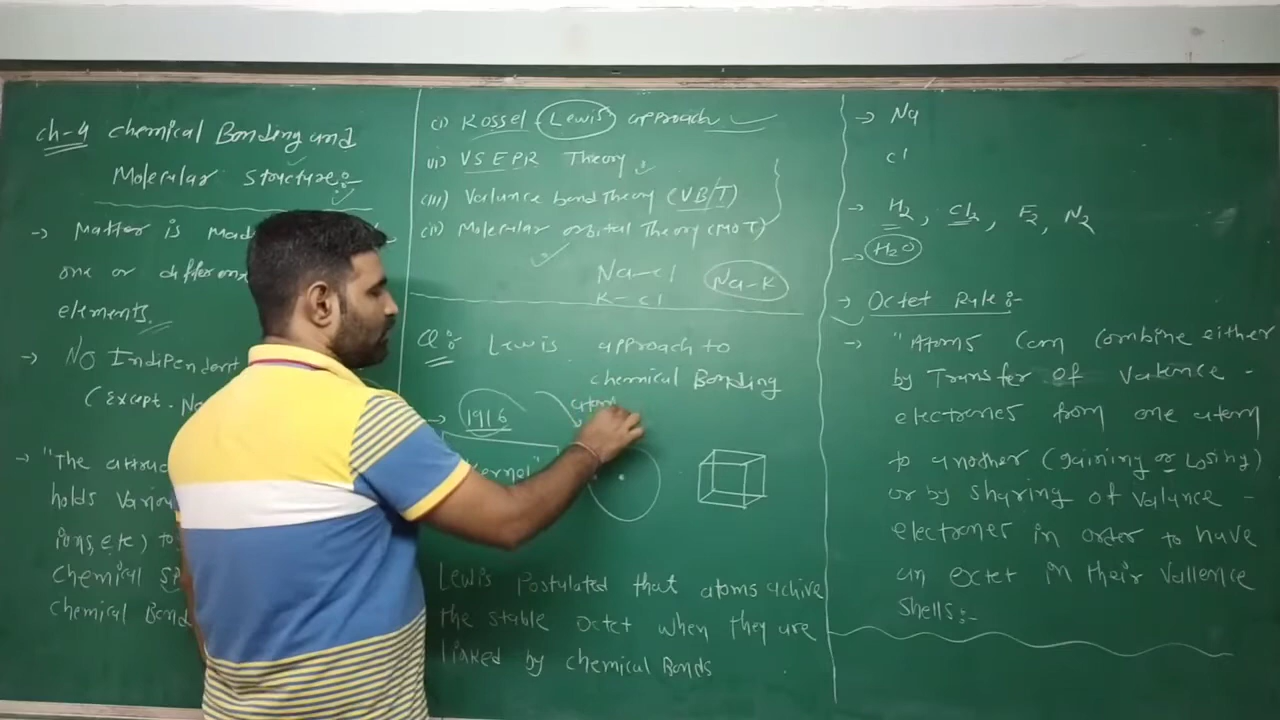 ch-4 Chemical Bonding and
Molecular Structure:-
→ Matter is made
one or different
elements.
→ No Independent
(Except. No
→ "The attrac
holds variou
ions, etc) to
chemical sp
chemical Bond
(i) Kossel-Lewis approach
(ii) VSEPR Theory
(iii) Valance bond Theory (VBT)
(ii) Molecular orbital Theory (MOT)
Na-Cl Na-K
K-Cl
Q: Lewis approach to
chemical Bonding
→ 1916 atom
Kernel"
Lewis Postulated that atoms achive
the stable octet when they are
linked by chemical Bonds
→ Na
Cl
→ H2, Cl2, F2, N2
→ H2O
→ Octet Rule:-
→ "Atoms Can Combine either
by Transfer of Valence -
electrones from one atom
to another (gaining or Losing)
or by sharing of Valance -
electrones in order to have
an octet in their Vallence
Shells:-